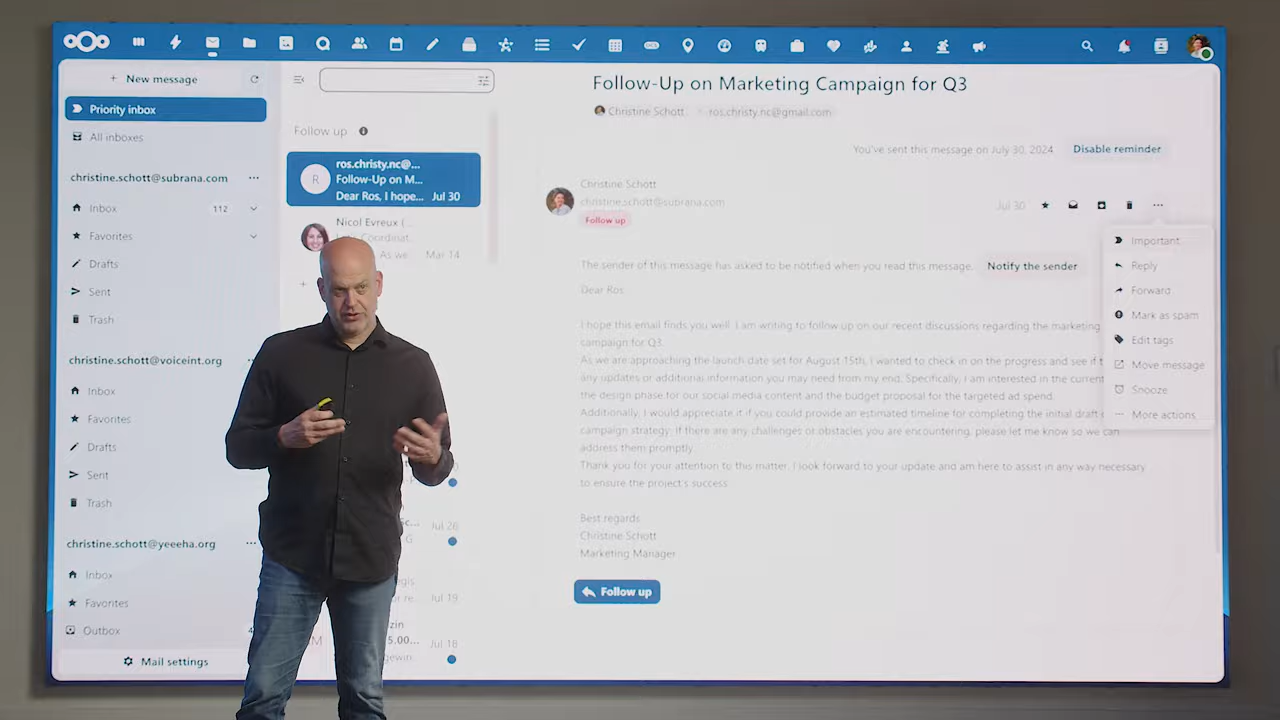 New message
Priority inbox
All inboxes
christine.schott@subrana.com
Inbox 112
Favorites
Drafts
Sent
Trash
christine.schott@voiceint.org
Inbox
Favorites
Drafts
Sent
Trash
christine.schott@yeeeha.org
Inbox
Favorites
Outbox
Mail settings
Follow up
R
ros.christy.nc@...
Follow-Up on M...
Dear Ros, I hope... Jul 30
Nicol Evreux (
Coordinat
As we Mar 14
Jul 26
Jul 19
Jul 18
Follow-Up on Marketing Campaign for Q3
Christine Schott ros.christy.nc@gmail.com
You've sent this message on July 30, 2024 Disable reminder
Christine Schott
christine.schott@subrana.com
Follow up
Jul 30
Important
Reply
Forward
Mark as spam
Edit tags
Move message
Snooze
More actions
The sender of this message has asked to be notified when you read this message. Notify the sender
Dear Ros,
I hope this email finds you well. I am writing to follow up on our recent discussions regarding the marketing
campaign for Q3.
As we are approaching the launch date set for August 15th, I wanted to check in on the progress and see if
any updates or additional information you may need from my end. Specifically, I am interested in the current
the design phase for our social media content and the budget proposal for the targeted ad spend.
Additionally, I would appreciate it if you could provide an estimated timeline for completing the initial draft
campaign strategy. If there are any challenges or obstacles you are encountering, please let me know so we can
address them promptly.
Thank you for your attention to this matter. I look forward to your update and am here to assist in any way necessary
to ensure the project's success.
Best regards
Christine Schott
Marketing Manager
Follow up